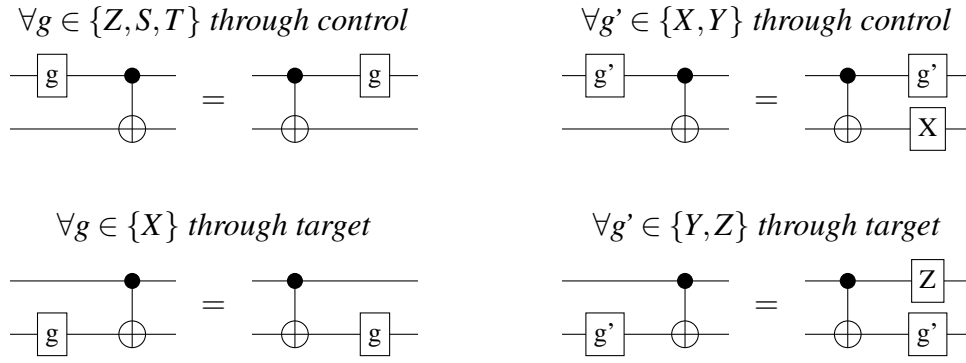 ∀g ∈ {Z, S, T} through control
g = g
∀g’ ∈ {X, Y} through control
g’ = g’
X
∀g ∈ {X} through target
=
g g
∀g’ ∈ {Y, Z} through target
= Z
g’ g’